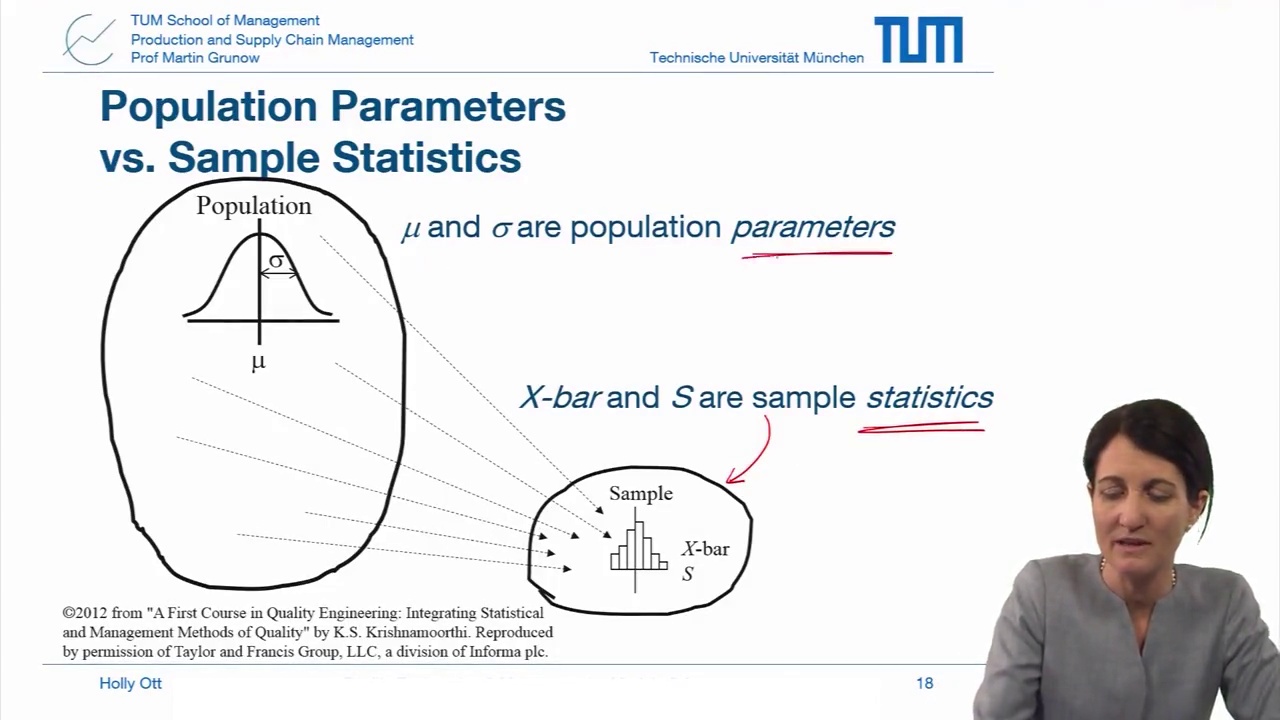 TUM School of Management
Production and Supply Chain Management
Prof Martin Grunow
Technische Universität München
TUM
Population Parameters
vs. Sample Statistics
Population
σ
μ
μ and σ are population parameters
X-bar and S are sample statistics
Sample
X-bar
S
©2012 from "A First Course in Quality Engineering: Integrating Statistical
and Management Methods of Quality" by K.S. Krishnamoorthi. Reproduced
by permission of Taylor and Francis Group, LLC, a division of Informa plc.
Holly Ott
18